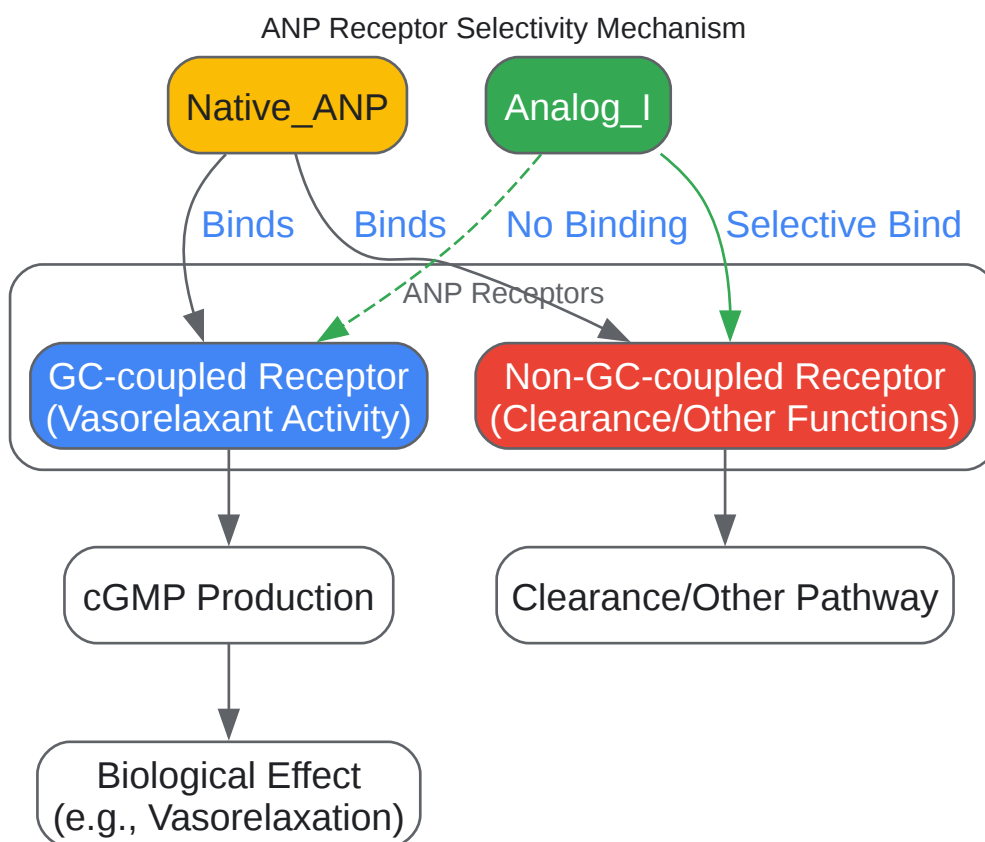 ANP Receptor Selectivity Mechanism
Native_ANP
Analog_I
Binds
Binds
No Binding
Selective Bind
ANP Receptors
GC-coupled Receptor
(Vasorelaxant Activity)
Non-GC-coupled Receptor
(Clearance/Other Functions)
cGMP Production
Clearance/Other Pathway
Biological Effect
(e.g., Vasorelaxation)